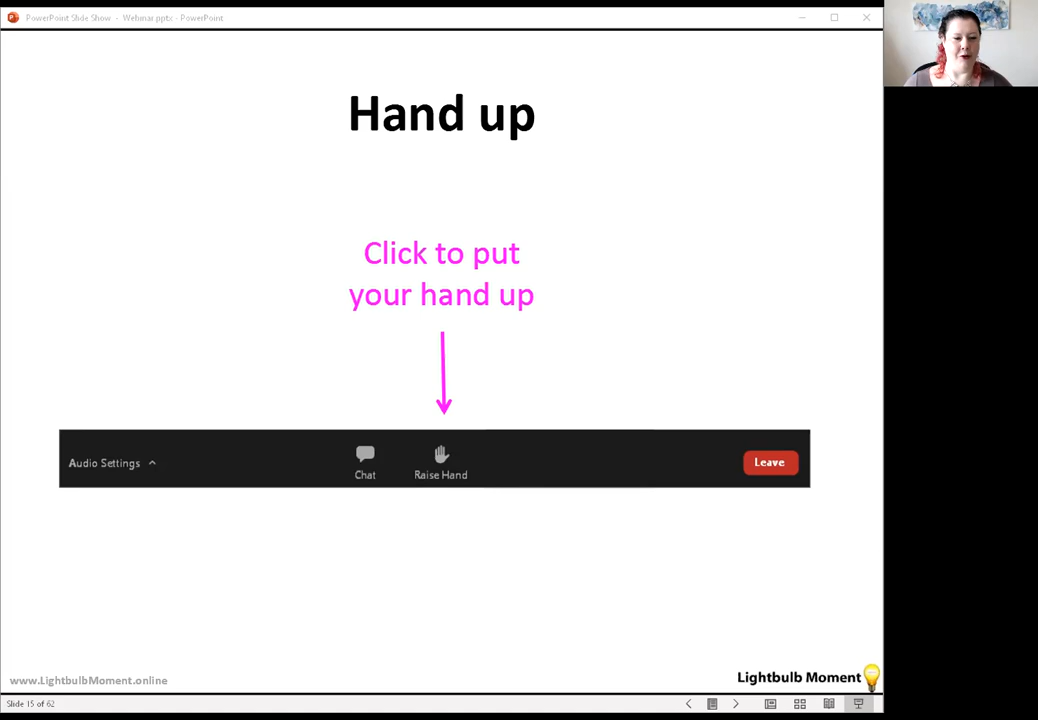 PowerPoint Slide Show - Webinar.pptx - PowerPoint
Hand up
Click to put
your hand up
Audio Settings
Chat
Raise Hand
Leave
www.LightbulbMoment.online
Lightbulb Moment
Slide 15 of 62